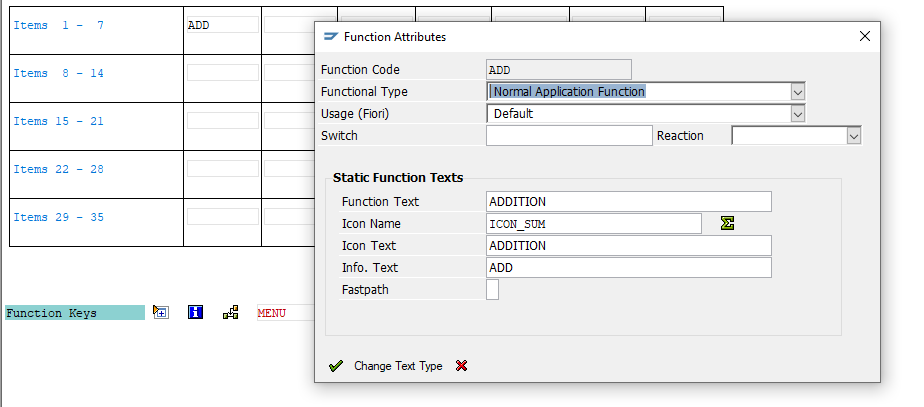 Items 1 - 7 ADD
Items 8 - 14
Items 15 - 21
Items 22 - 28
Items 29 - 35
Function Keys MENU
Function Attributes
Function Code ADD
Functional Type Normal Application Function
Usage (Fiori) Default
Switch Reaction
Static Function Texts
Function Text ADDITION
Icon Name ICON_SUM
Icon Text ADDITION
Info. Text ADD
Fastpath
Change Text Type